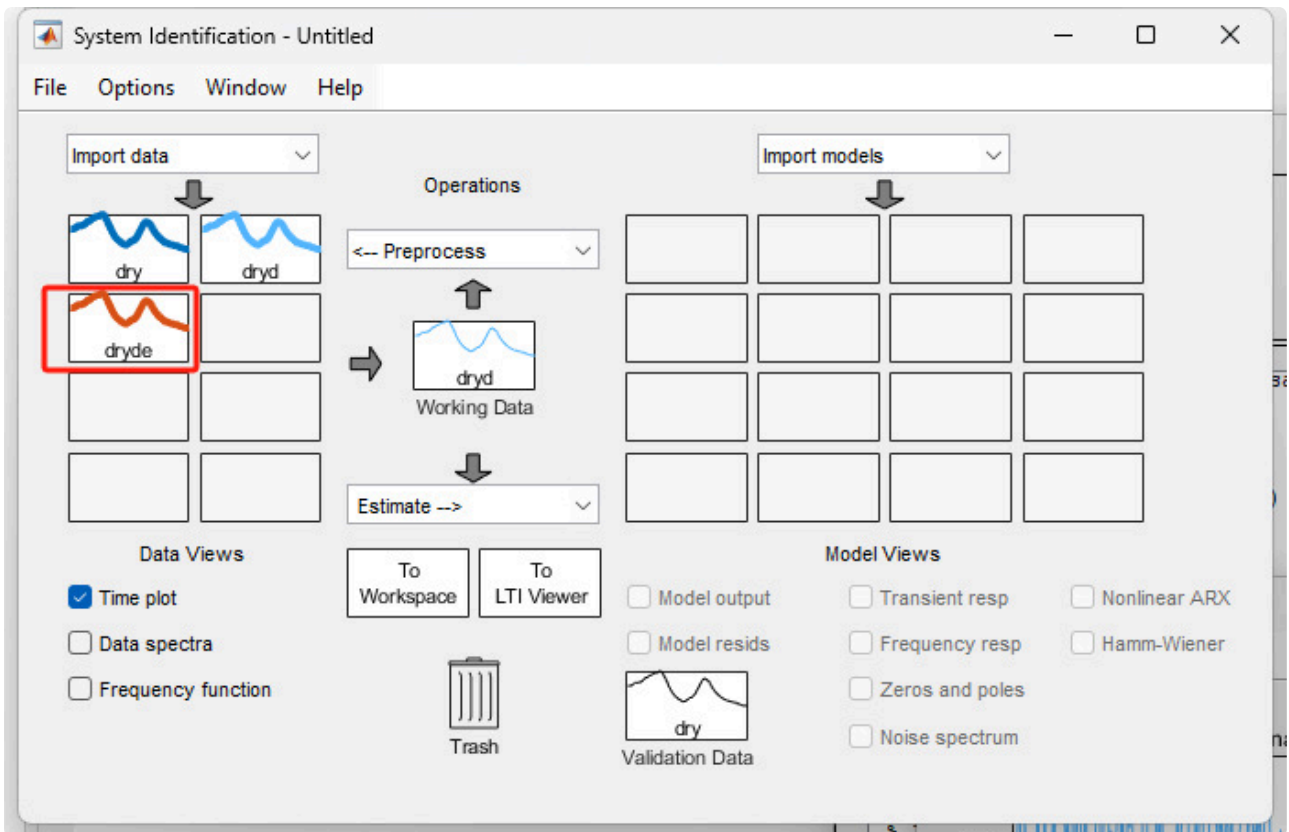 System Identification - Untitled
File Options Window Help
Import data
Import models
Operations
dry
dryd
<-- Preprocess
dryde
dryd
Working Data
Estimate -->
Data Views
Model Views
To
Workspace
To
LTI Viewer
Time plot
Model output
Transient resp
Nonlinear ARX
Data spectra
Model resids
Frequency resp
Hamm-Wiener
Frequency function
Zeros and poles
Trash
dry
Validation Data
Noise spectrum